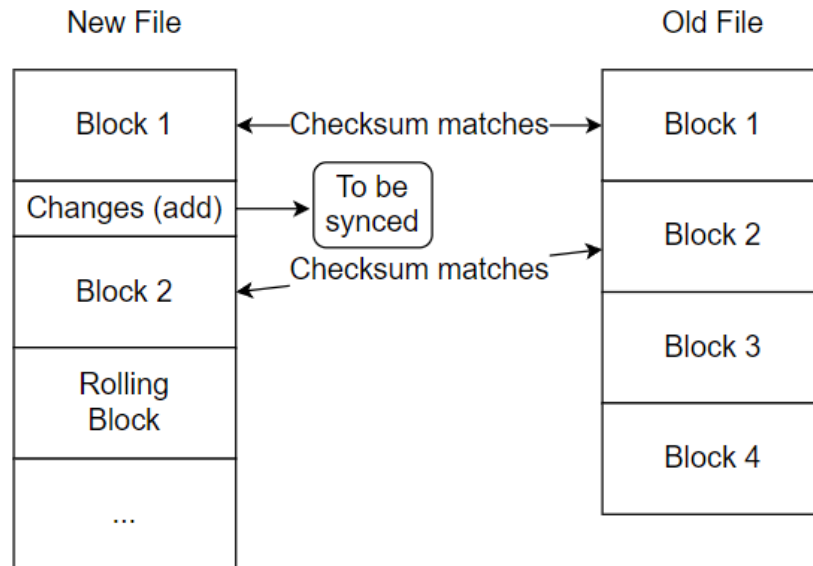 New File
Old File
Block 1
Checksum matches
Block 1
Changes (add)
To be
synced
Block 2
Checksum matches
Block 2
Rolling
Block
Block 3
Block 4
...